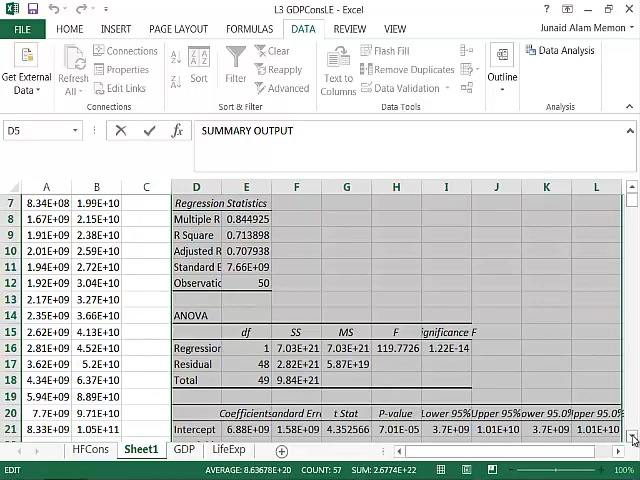 L3 GDPConsLE - Excel
FILE HOME INSERT PAGE LAYOUT FORMULAS DATA REVIEW VIEW Junaid Alam Memon
Get External Data
Refresh All
Connections
Properties
Edit Links
Connections
Sort
Filter
Clear
Reapply
Advanced
Sort & Filter
Text to Columns
Flash Fill
Remove Duplicates
Data Validation
Data Tools
Outline
Data Analysis
Analysis
D5 fx SUMMARY OUTPUT
A B C D E F G H I J K L
7 8.34E+08 1.99E+10 Regression Statistics
8 1.67E+09 2.15E+10 Multiple R 0.844925
9 1.91E+09 2.38E+10 R Square 0.713898
10 2.01E+09 2.59E+10 Adjusted R 0.707938
11 1.94E+09 2.72E+10 Standard E 7.66E+09
12 1.92E+09 3.04E+10 Observatio 50
13 2.17E+09 3.27E+10
14 2.35E+09 3.66E+10 ANOVA
15 2.62E+09 4.13E+10 df SS MS F ignificance F
16 2.81E+09 4.52E+10 Regression 1 7.03E+21 7.03E+21 119.7726 1.22E-14
17 3.62E+09 5.2E+10 Residual 48 2.82E+21 5.87E+19
18 4.34E+09 6.37E+10 Total 49 9.84E+21
19 5.94E+09 8.89E+10
20 7.7E+09 9.71E+10 Coefficients tandard Erro t Stat P-value Lower 95% Upper 95% ower 95.0% pper 95.0%
21 8.33E+09 1.05E+11 Intercept 6.88E+09 1.58E+09 4.352566 7.01E-05 3.7E+09 1.01E+10 3.7E+09 1.01E+10
HFCons Sheet1 GDP LifeExp
EDIT AVERAGE: 8.63678E+20 COUNT: 57 SUM: 2.6774E+22 100%